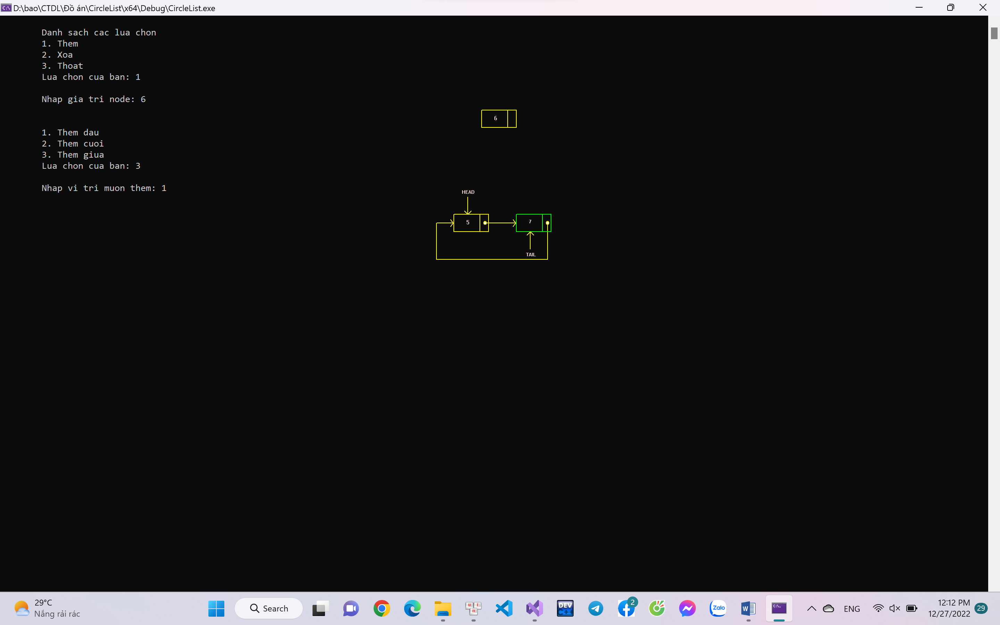 D:\bao\CTDL\Đồ án\CircleList\x64\Debug\CircleList.exe
Danh sach cac lua chon
1. Them
2. Xoa
3. Thoat
Lua chon cua ban: 1
Nhap gia tri node: 6
6
1. Them dau
2. Them cuoi
3. Them giua
Lua chon cua ban: 3
Nhap vi tri muon them: 1
HEAD
5
7
TAIL
29°C
Nắng rải rác
Search
DEV
C++
2
Zalo
W
C:\_
ENG
12:12 PM
12/27/2022
29